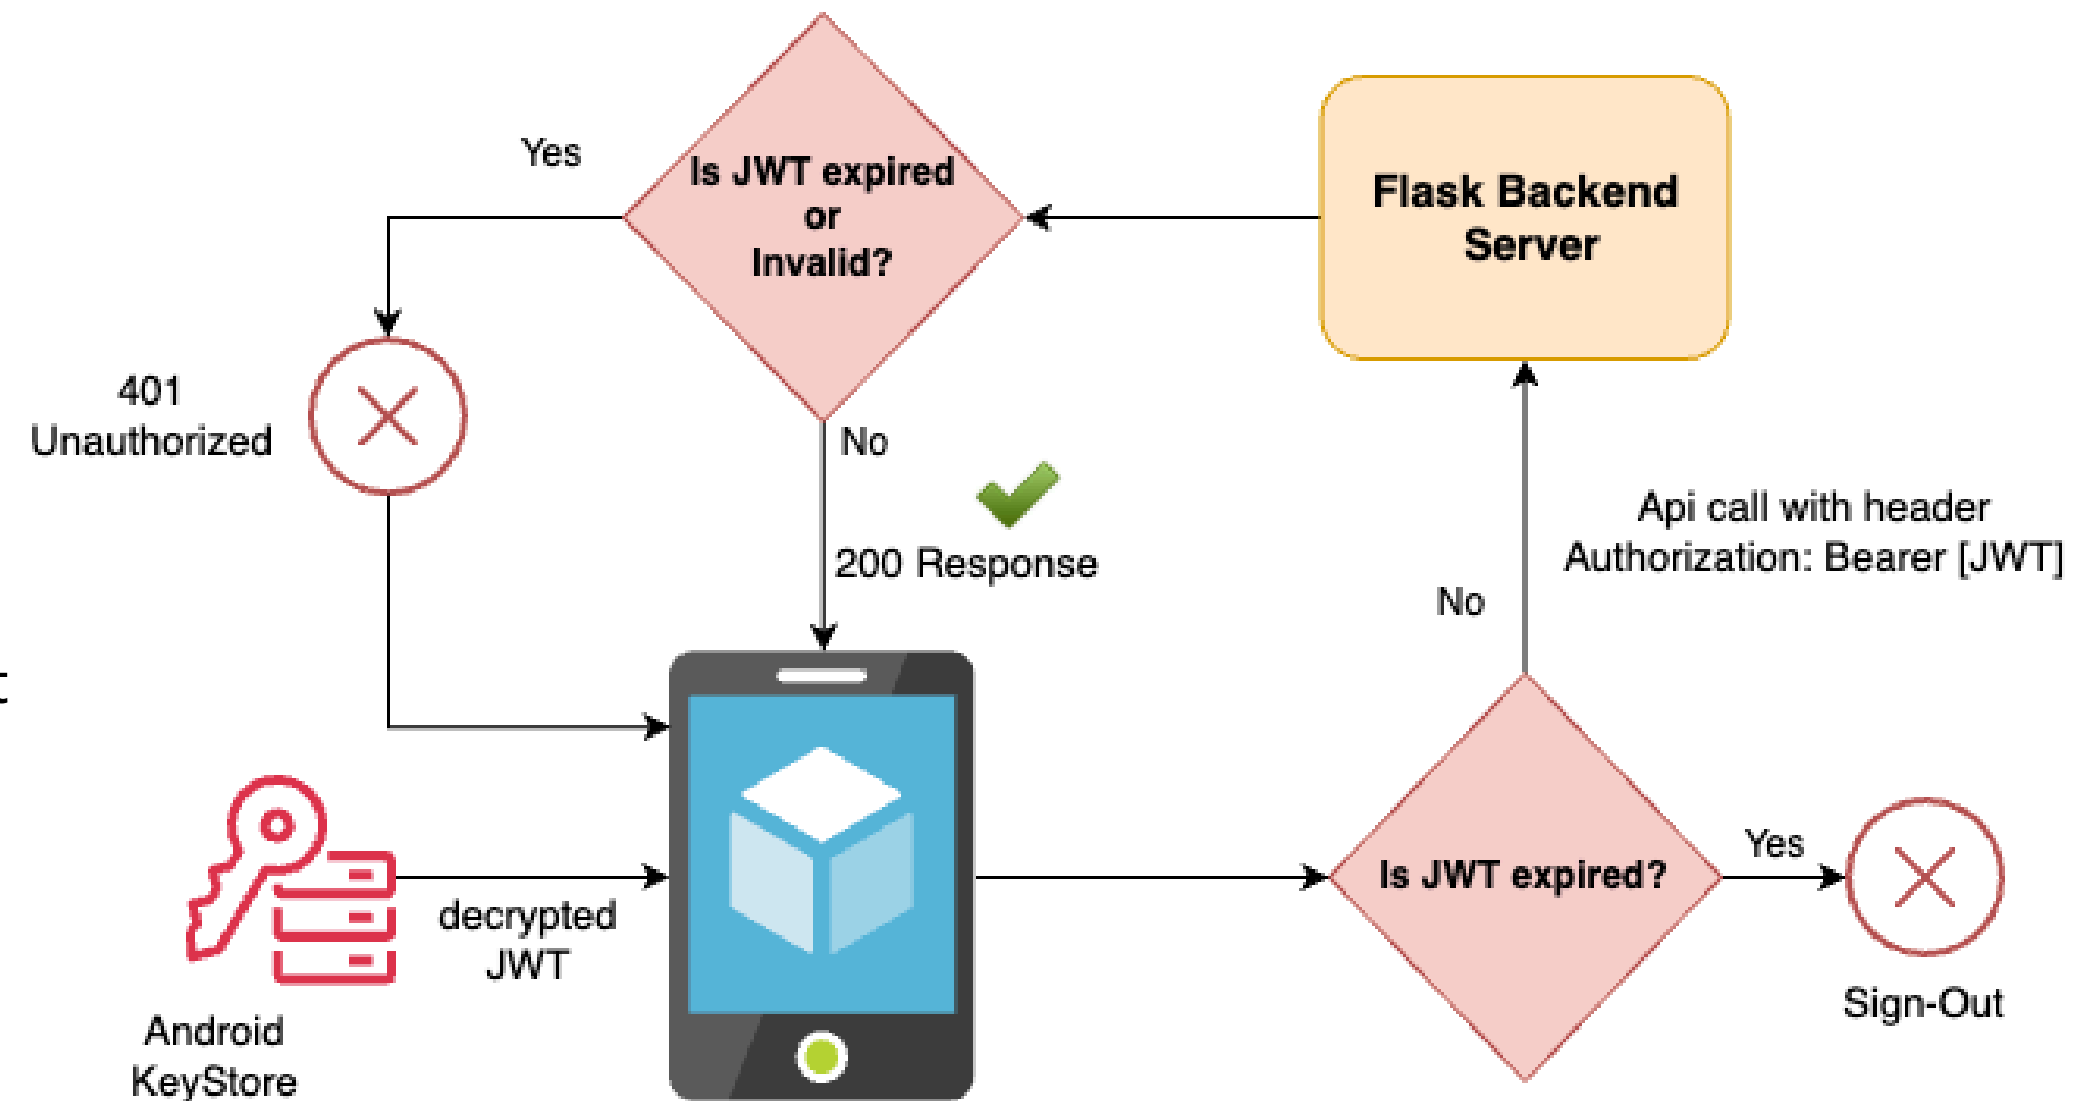 Yes
Is JWT expired
or
Invalid?
Flask Backend
Server
401
Unauthorized
No
200 Response
Api call with header
Authorization: Bearer [JWT]
No
decrypted
JWT
Is JWT expired?
Yes
Android
KeyStore
Sign-Out